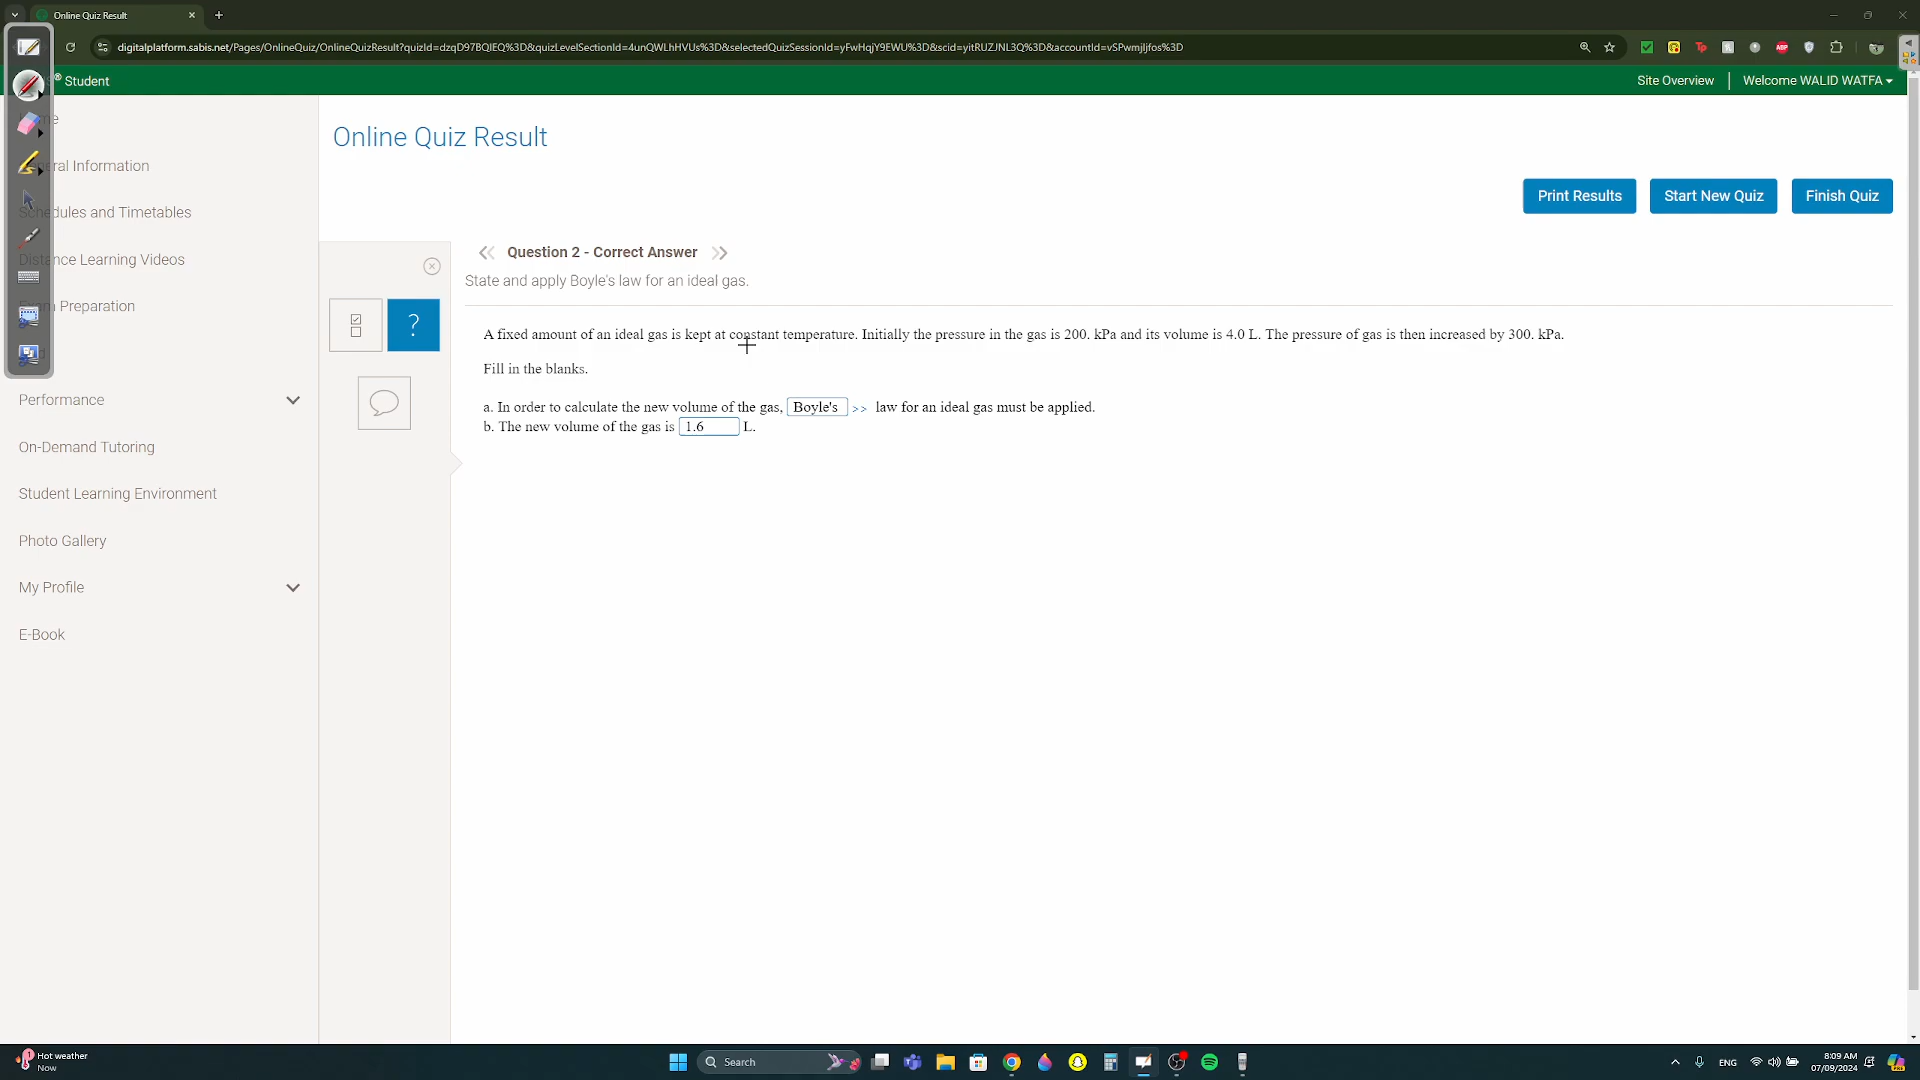 Online Quiz Result
digitalplatform.sabis.net/Pages/OnlineQuiz/OnlineQuizResult?quizId=dzqD97BQIEQ%3D&quizLevelSectionId=4unQWLhHVUs%3D&selectedQuizSessionId=yFwHqjY9EWU%3D&scid=yitRUZJNL3Q%3D&accountId=vSPwmjIjfos%3D
® Student
Site Overview
Welcome WALID WATFA
General Information
Schedules and Timetables
Distance Learning Videos
Exam Preparation
Performance
On-Demand Tutoring
Student Learning Environment
Photo Gallery
My Profile
E-Book
Online Quiz Result
Print Results
Start New Quiz
Finish Quiz
Question 2 - Correct Answer
State and apply Boyle's law for an ideal gas.
A fixed amount of an ideal gas is kept at constant temperature. Initially the pressure in the gas is 200. kPa and its volume is 4.0 L. The pressure of gas is then increased by 300. kPa.
Fill in the blanks.
a. In order to calculate the new volume of the gas, Boyle's >> law for an ideal gas must be applied.
b. The new volume of the gas is 1.6 L.
Hot weather
Now
Search
ENG
8:09 AM
07/09/2024